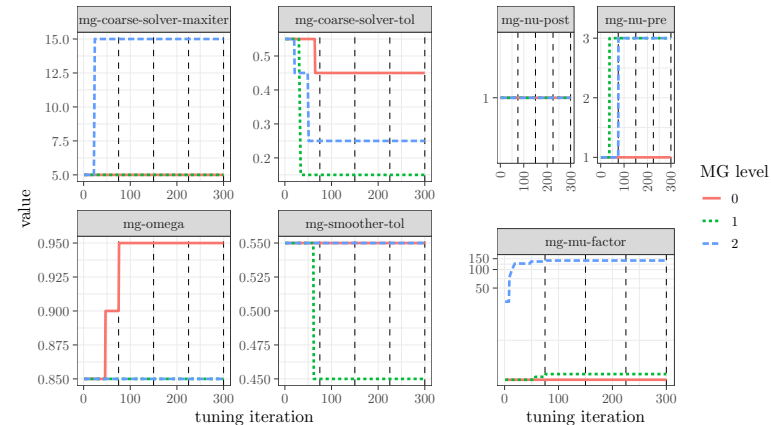 mg-coarse-solver-maxiter
mg-coarse-solver-tol
mg-nu-post
mg-nu-pre
15.0
12.5
10.0
7.5
5.0
0 100 200 300
0.5
0.4
0.3
0.2
0 100 200 300
1
0 100 200 300
3
2
1
0 100 200 300
value
mg-omega
mg-smoother-tol
mg-mu-factor
0.950
0.925
0.900
0.875
0.850
0 100 200 300
0.550
0.525
0.500
0.475
0.450
0 100 200 300
150
100
50
0 100 200 300
tuning iteration
tuning iteration
MG level
0
1
2